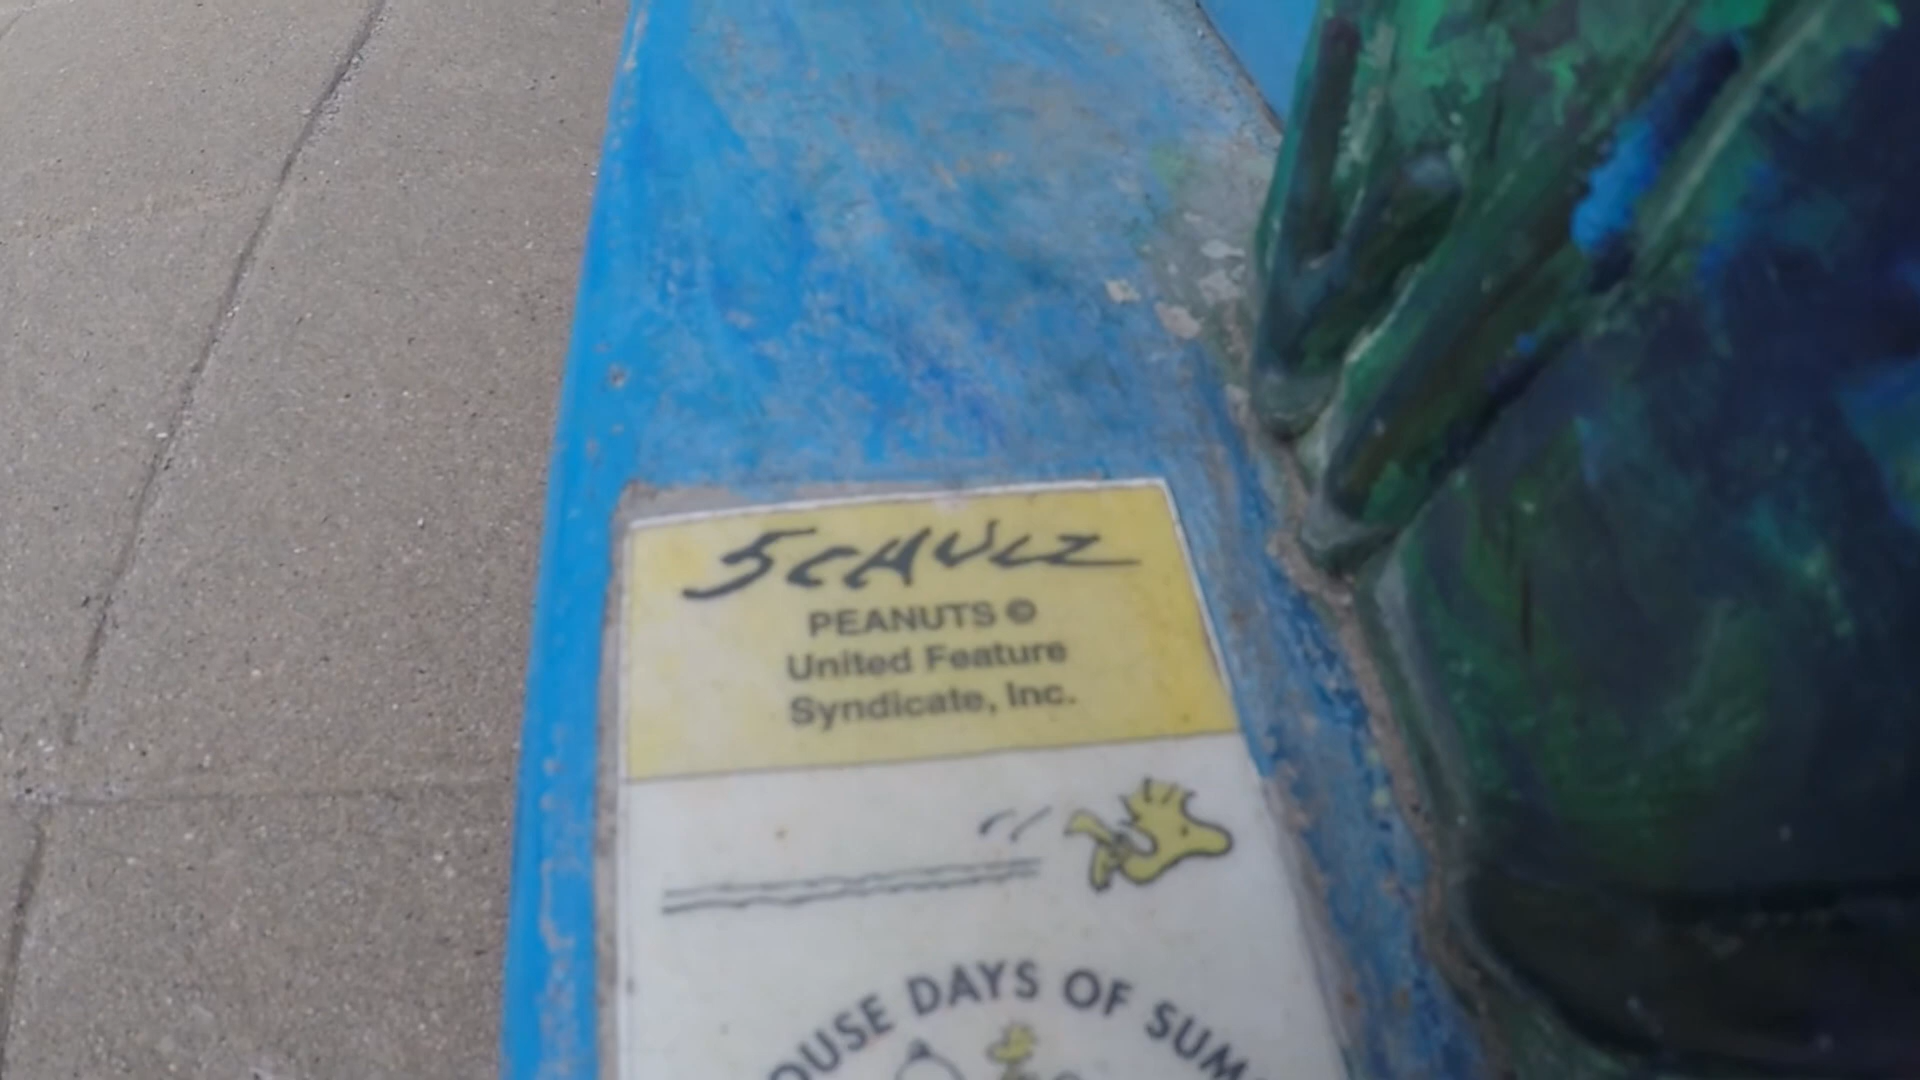 SCHULZ
PEANUTS ©
United Feature
Syndicate, Inc.
DAYS OF